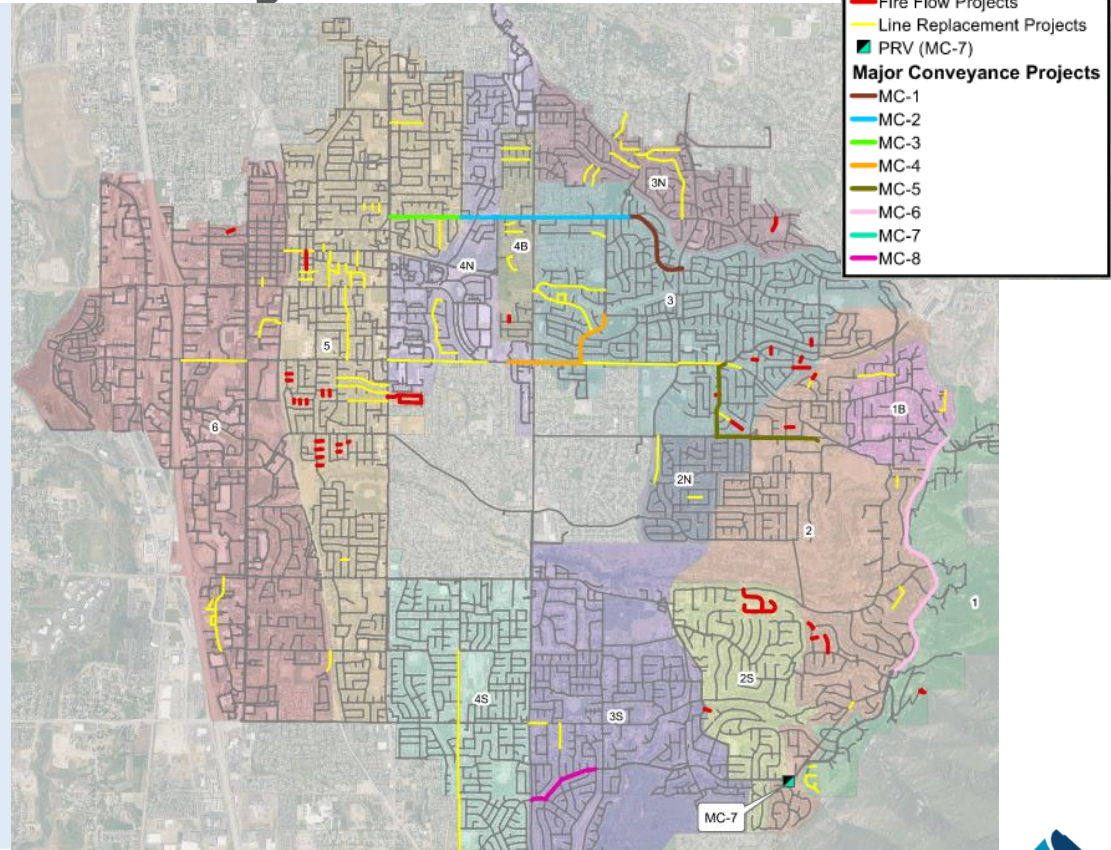 Fire Flow Projects
Line Replacement Projects
PRV (MC-7)
Major Conveyance Projects
MC-1
MC-2
MC-3
MC-4
MC-5
MC-6
MC-7
MC-8
3N
4B
4N
3
5
1B
6
2N
2
1
2S
4S
3S
MC-7